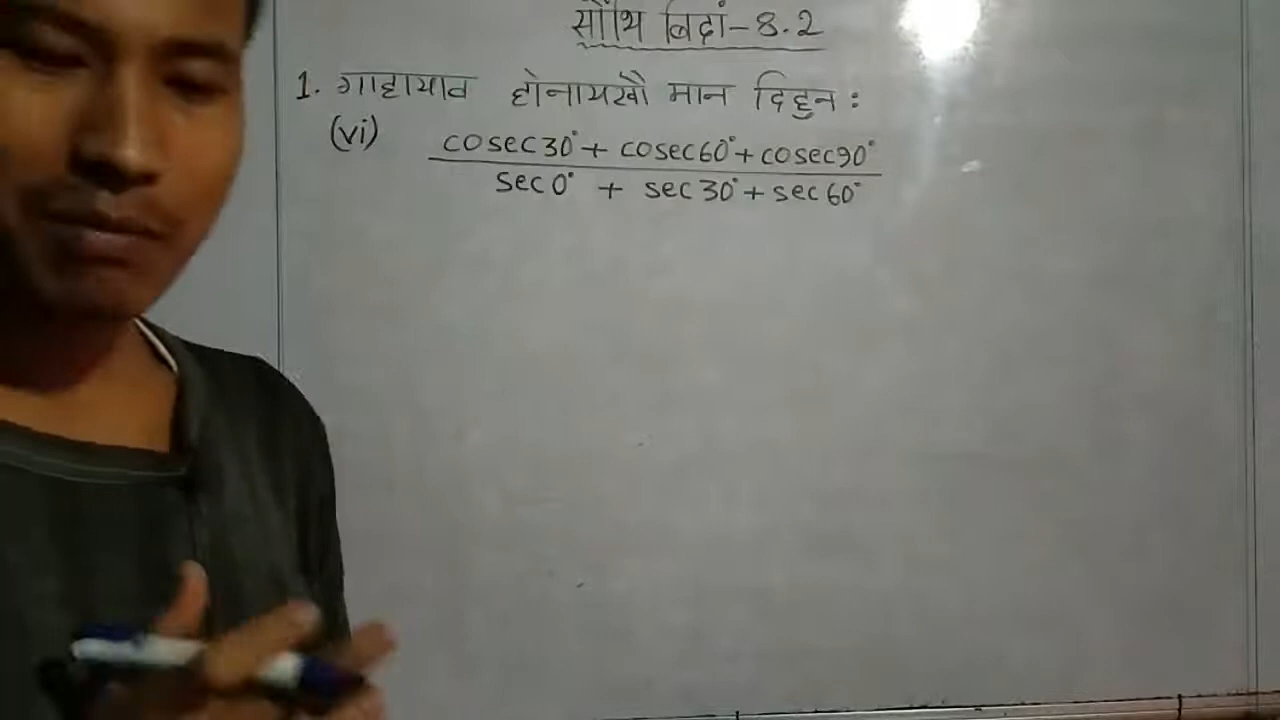 सौंथि बिदां-8.2
1. गाहायाव होनायखौ मान दिहुन :
(vi) cosec30° + cosec60° + cosec90°
sec0° + sec30° + sec60°